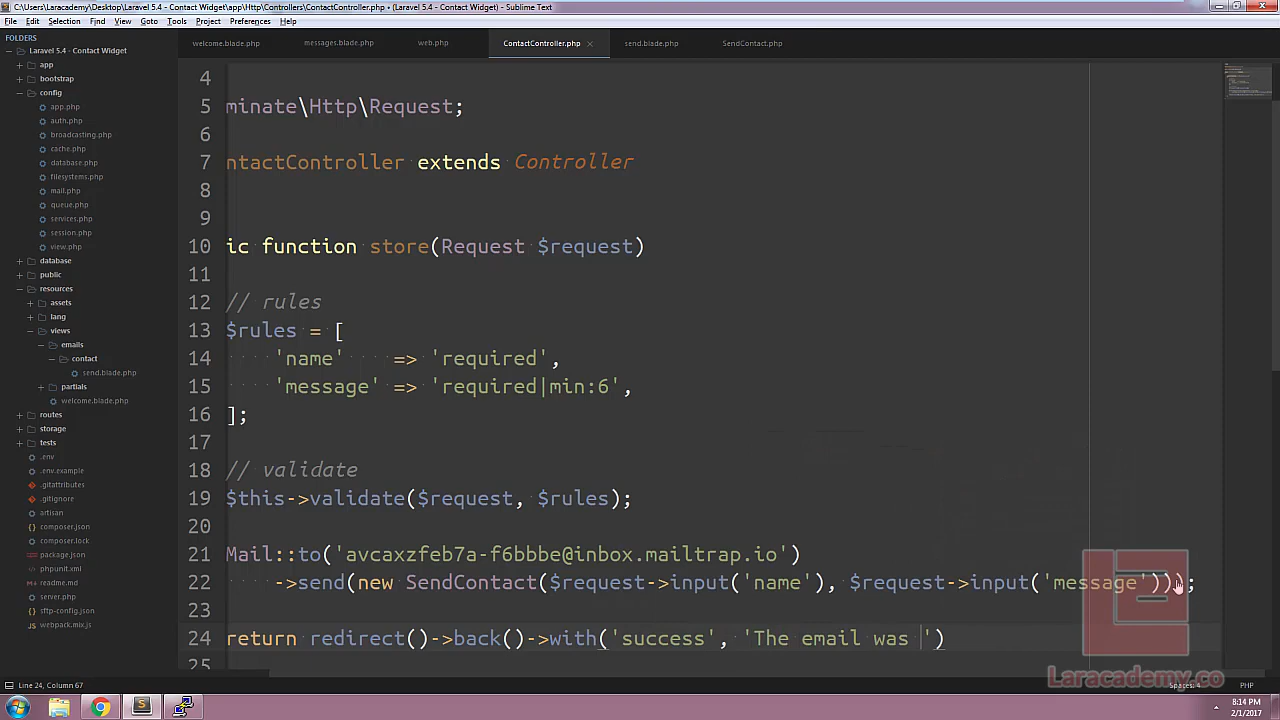 C:\Users\Laracademy\Desktop\Laravel 5.4 - Contact Widget\app\Http\Controllers\ContactController.php • (Laravel 5.4 - Contact Widget) - Sublime Text
File Edit Selection Find View Goto Tools Project Preferences Help
FOLDERS
Laravel 5.4 - Contact Widget
app
bootstrap
config
app.php
auth.php
broadcasting.php
cache.php
database.php
filesystems.php
mail.php
queue.php
services.php
session.php
view.php
database
public
resources
assets
lang
views
emails
contact
send.blade.php
partials
welcome.blade.php
routes
storage
tests
.env
.env.example
.gitattributes
.gitignore
artisan
composer.json
composer.lock
package.json
phpunit.xml
readme.md
server.php
sftp-config.json
webpack.mix.js
welcome.blade.php messages.blade.php web.php ContactController.php send.blade.php SendContact.php
4
5 minate\Http\Request;
6
7 ntactController extends Controller
8
9
10 ic function store(Request $request)
11
12 // rules
13 $rules = [
14 'name' => 'required',
15 'message' => 'required|min:6',
16 ];
17
18 // validate
19 $this->validate($request, $rules);
20
21 Mail::to('avcaxzfeb7a-f6bbbe@inbox.mailtrap.io')
22 ->send(new SendContact($request->input('name'), $request->input('message')));
23
24 return redirect()->back()->with('success', 'The email was ')
25
Laracademy.co
Line 24, Column 67 Spaces: 4 PHP
8:14 PM
2/1/2017